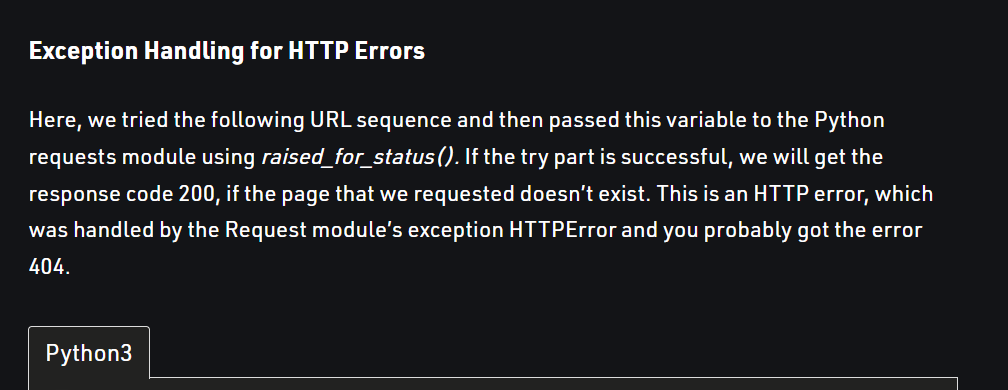 Exception Handling for HTTP Errors
Here, we tried the following URL sequence and then passed this variable to the Python
requests module using raised_for_status(). If the try part is successful, we will get the
response code 200, if the page that we requested doesn’t exist. This is an HTTP error, which
was handled by the Request module’s exception HTTPError and you probably got the error
404.
Python3